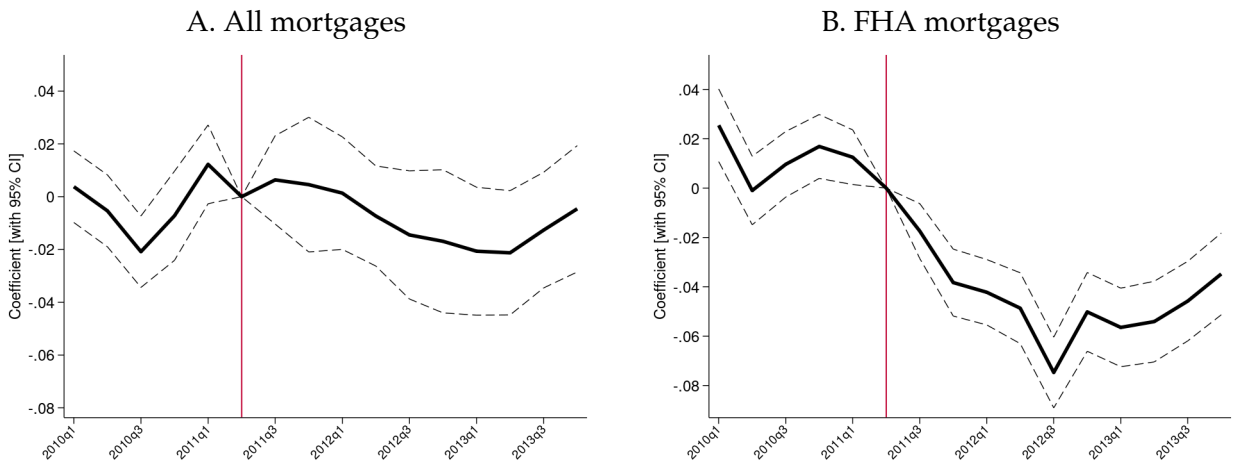 A. All mortgages
Coefficient [with 95% CI]
.04
.02
0
-.02
-.04
-.06
-.08
2010q1
2010q3
2011q1
2011q3
2012q1
2012q3
2013q1
2013q3
B. FHA mortgages
Coefficient [with 95% CI]
.04
.02
0
-.02
-.04
-.06
-.08
2010q1
2010q3
2011q1
2011q3
2012q1
2012q3
2013q1
2013q3